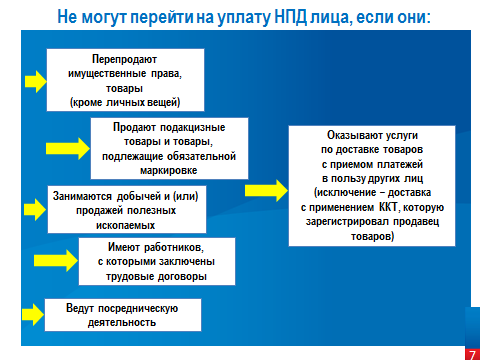 Не могут перейти на уплату НПД лица, если они:
Перепродают
имущественные права,
товары
(кроме личных вещей)
Продают подакцизные
товары и товары,
подлежащие обязательной
маркировке
Занимаются добычей и (или)
продажей полезных
ископаемых
Имеют работников,
с которыми заключены
трудовые договоры
Ведут посредническую
деятельность
Оказывают услуги
по доставке товаров
с приемом платежей
в пользу других лиц
(исключение – доставка
с применением ККТ, которую
зарегистрировал продавец
товаров)
7